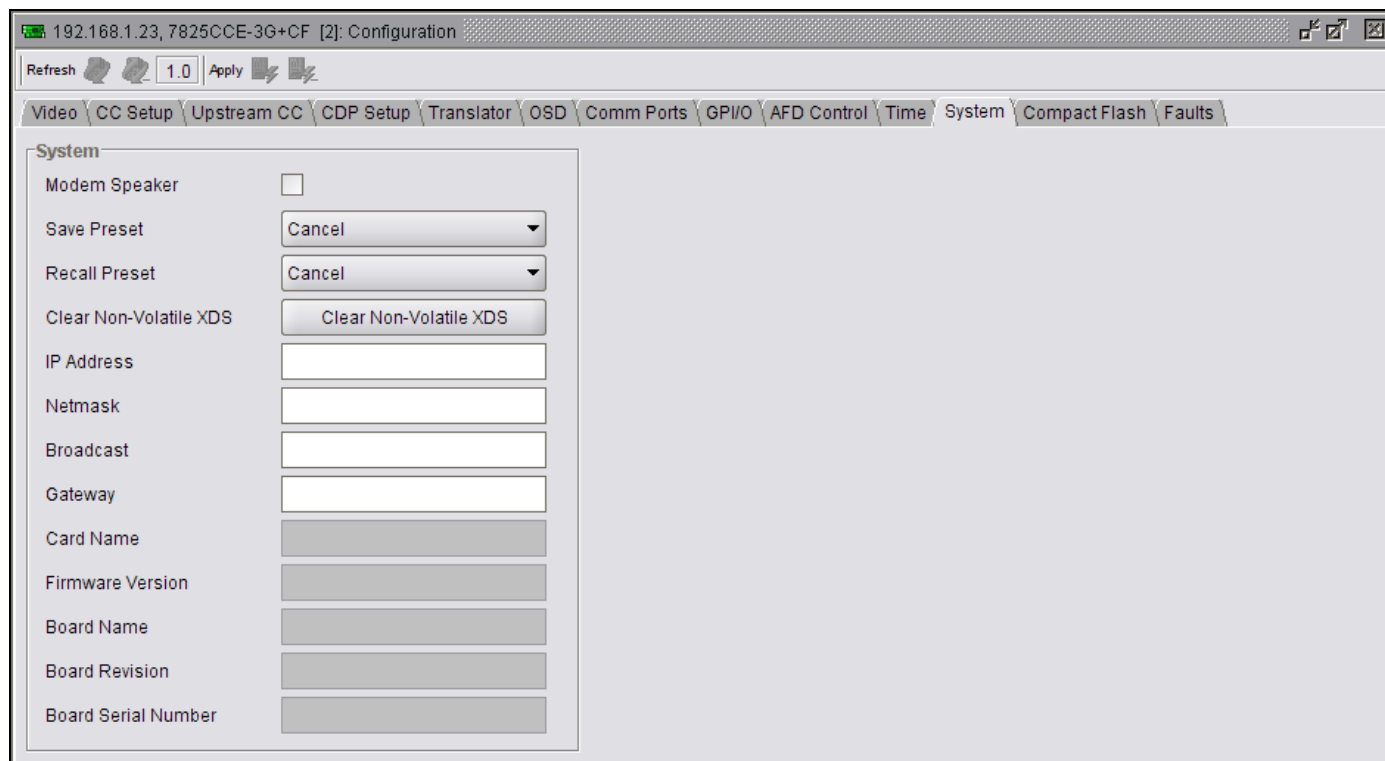 192.168.1.23, 7825CCE-3G+CF [2]: Configuration
Refresh 1.0 Apply
Video CC Setup Upstream CC CDP Setup Translator OSD Comm Ports GPI/O AFD Control Time System Compact Flash Faults
System
Modem Speaker
Save Preset Cancel
Recall Preset Cancel
Clear Non-Volatile XDS Clear Non-Volatile XDS
IP Address
Netmask
Broadcast
Gateway
Card Name
Firmware Version
Board Name
Board Revision
Board Serial Number